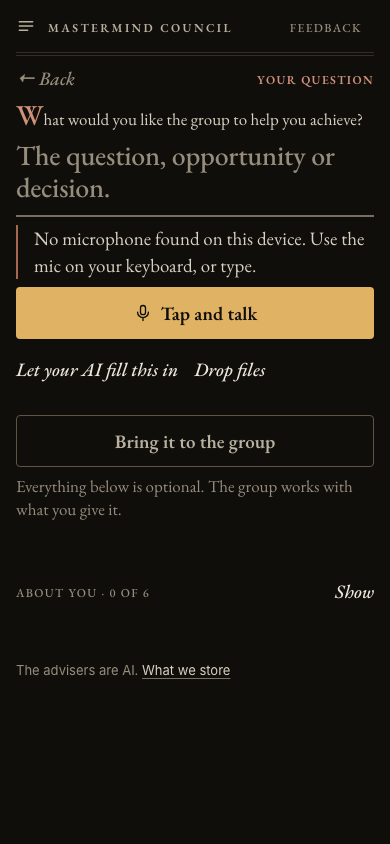 MASTERMIND COUNCIL FEEDBACK
← Back YOUR QUESTION
What would you like the group to help you achieve?
The question, opportunity or
decision.
No microphone found on this device. Use the
mic on your keyboard, or type.
Tap and talk
Let your AI fill this in Drop files
Bring it to the group
Everything below is optional. The group works with
what you give it.
ABOUT YOU · 0 OF 6 Show
The advisers are AI. What we store